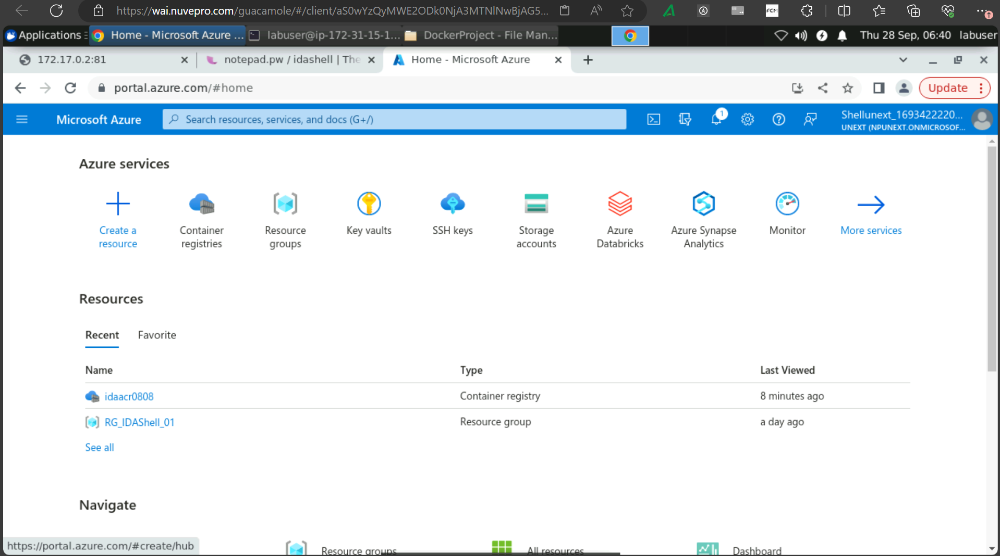 https://wai.nuvepro.com/guacamole/#/client/aS0wYzQyMWE2ODk0NjA3MTNlNwBjAG5...
FCM
Applications
Home - Microsoft Azure ...
labuser@ip-172-31-15-1...
DockerProject - File Man...
Thu 28 Sep, 06:40
labuser
172.17.0.2:81
notepad.pw / idashell | The
Home - Microsoft Azure
portal.azure.com/#home
Update
Microsoft Azure
Search resources, services, and docs (G+/)
1
Shellunext_1693422220...
UNEXT (NPUNEXT.ONMICROSOF...
Azure services
Create a resource
Container registries
Resource groups
Key vaults
SSH keys
Storage accounts
Azure Databricks
Azure Synapse Analytics
Monitor
More services
Resources
Recent
Favorite
Name
Type
Last Viewed
idaacr0808
Container registry
8 minutes ago
RG_IDAShell_01
Resource group
a day ago
See all
Navigate
https://portal.azure.com/#create/hub
Resource groups
All resources
Dashboard